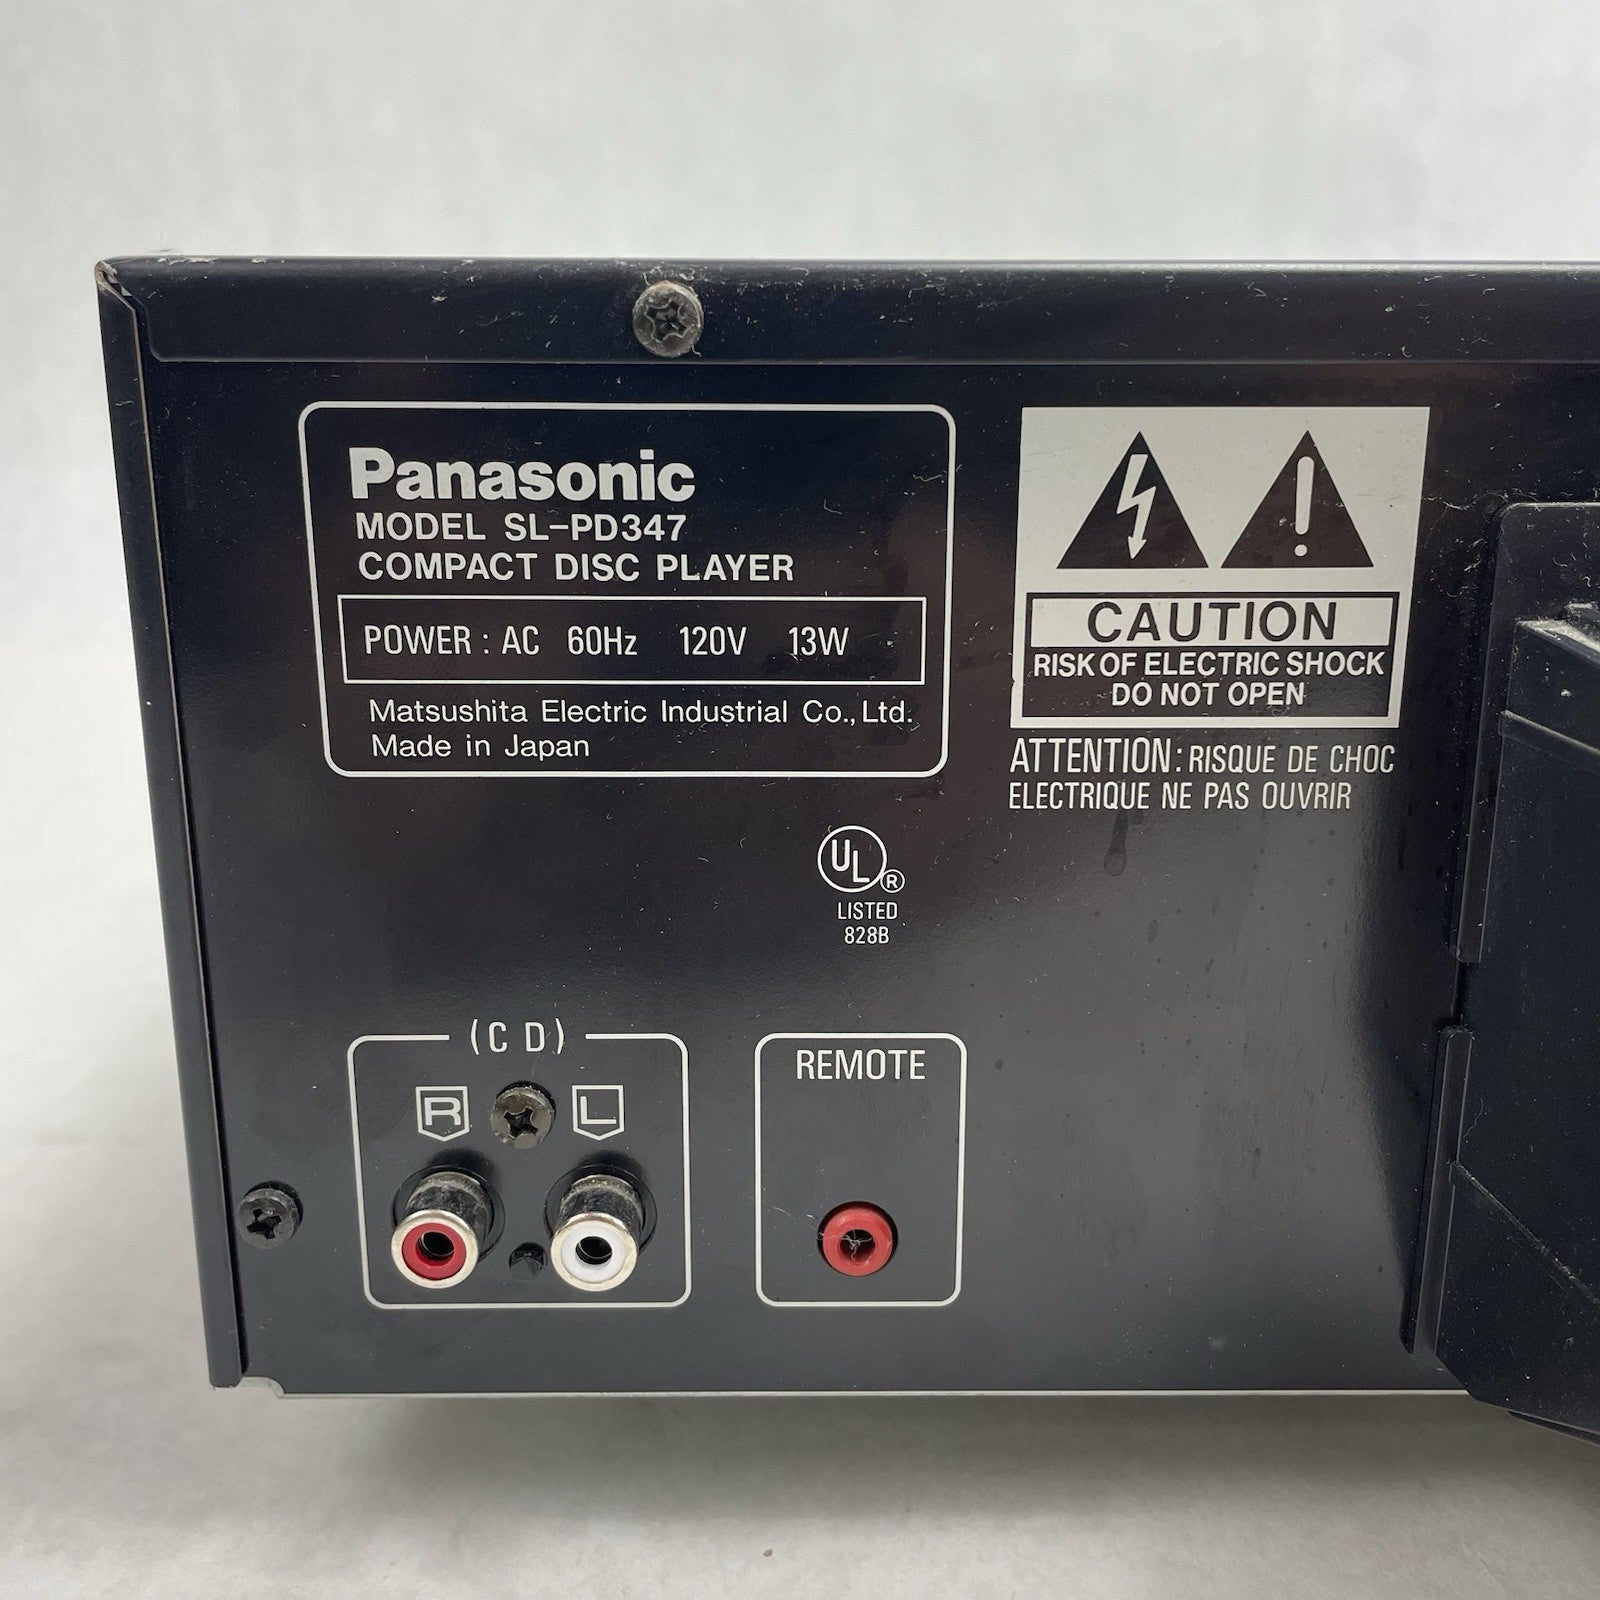 Panasonic
MODEL SL-PD347
COMPACT DISC PLAYER
POWER : AC 60Hz 120V 13W
Matsushita Electric Industrial Co., Ltd.
Made in Japan
CAUTION
RISK OF ELECTRIC SHOCK
DO NOT OPEN
ATTENTION: RISQUE DE CHOC
ELECTRIQUE NE PAS OUVRIR
UL ®
LISTED
828B
(CD)
R L
REMOTE